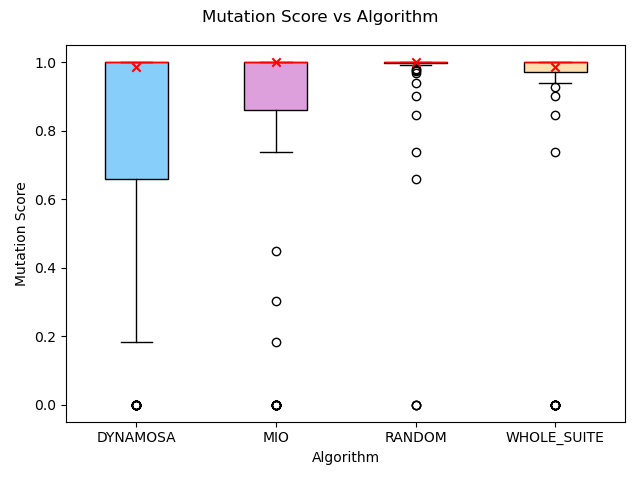 Mutation Score vs Algorithm
1.0
0.8
0.6
0.4
0.2
0.0
Mutation Score
DYNAMOSA MIO RANDOM WHOLE_SUITE
Algorithm